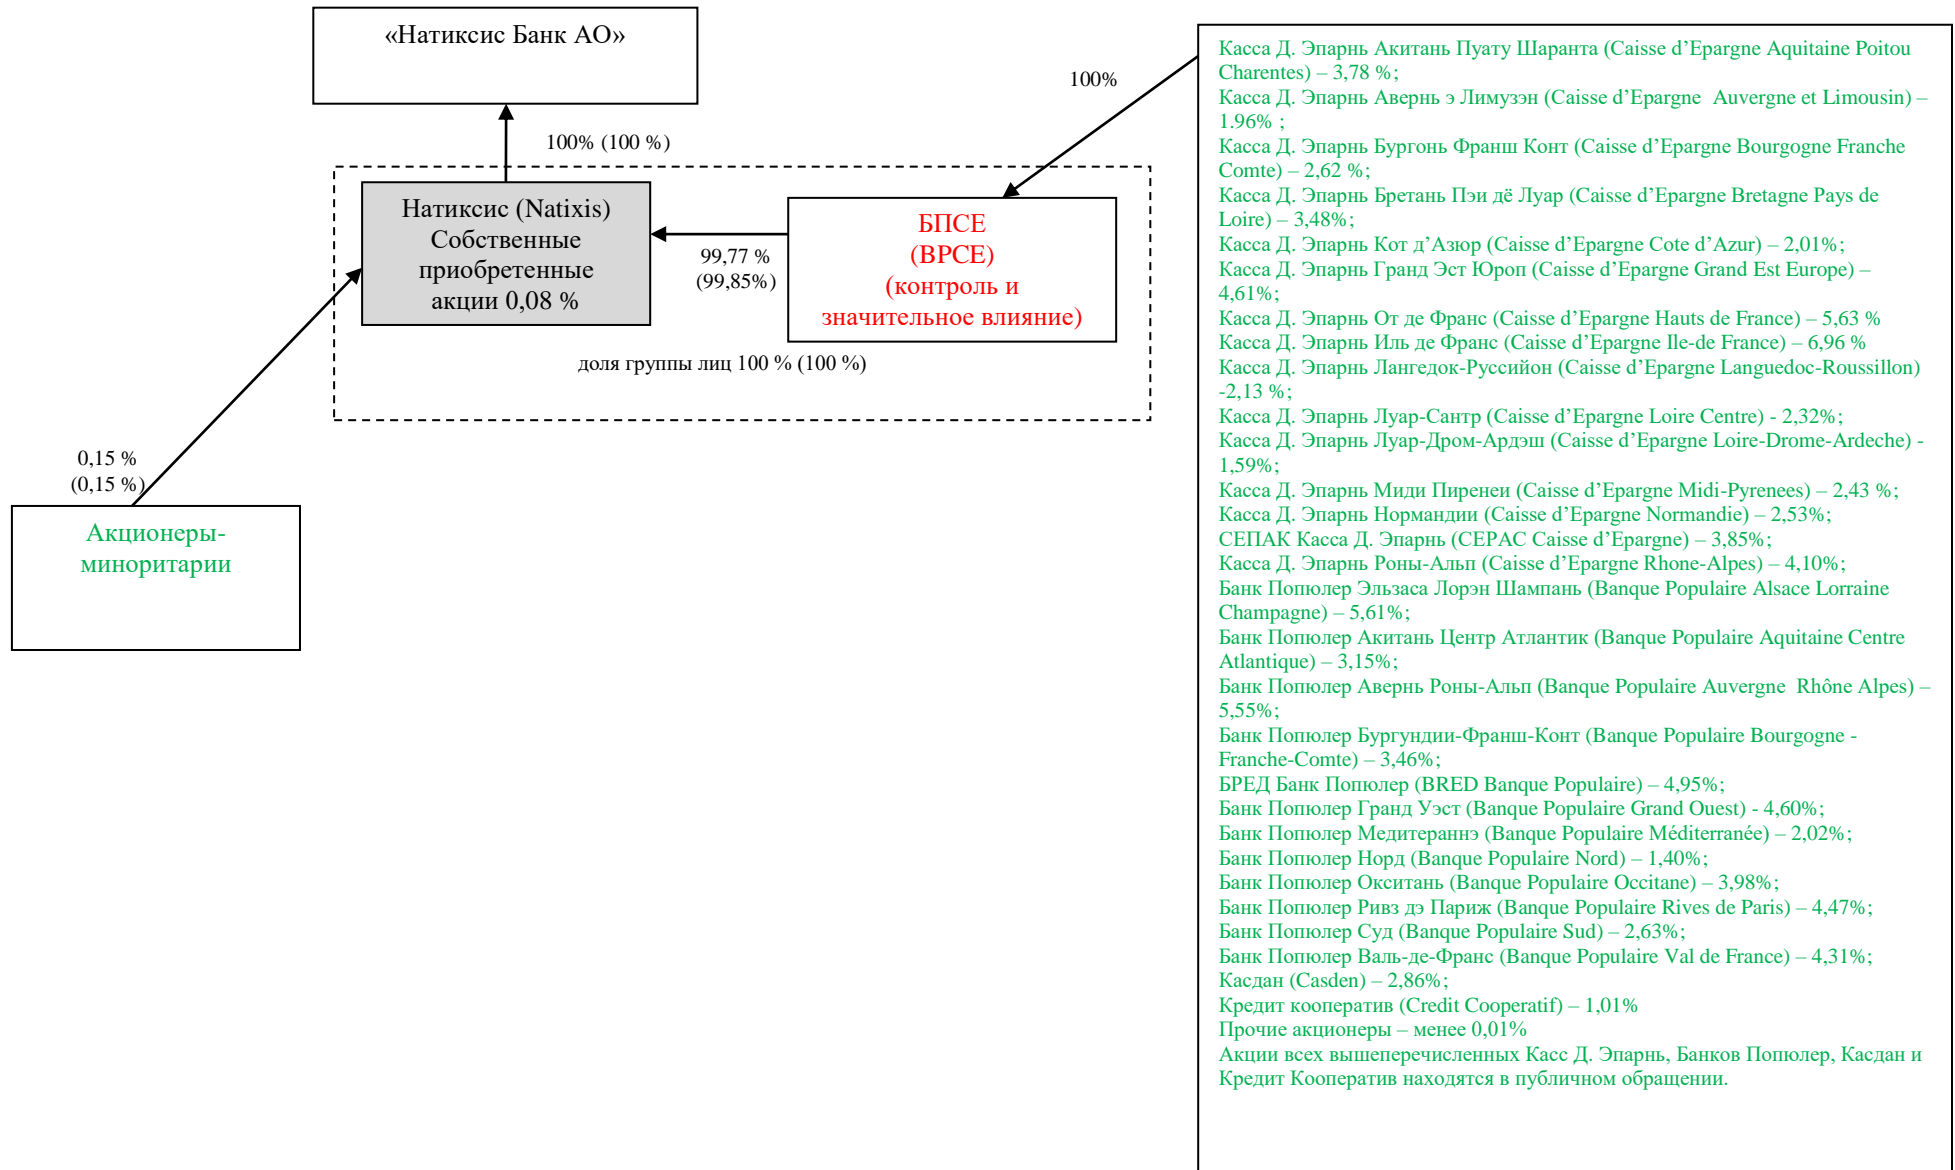 «Натиксис Банк АО»
100% (100 %)
Натиксис (Natixis)
Собственные
приобретенные
акции 0,08 %
99,77 %
(99,85%)
БПСЕ
(BPCE)
(контроль и
значительное влияние)
доля группы лиц 100 % (100 %)
0,15 %
(0,15 %)
Акционеры-
миноритарии
100%
Касса Д. Эпарнь Акитань Пуату Шаранта (Caisse d’Epargne Aquitaine Poitou
Charentes) – 3,78 %;
Касса Д. Эпарнь Авернь э Лимузэн (Caisse d’Epargne  Auvergne et Limousin) –
1.96% ;
Касса Д. Эпарнь Бургонь Франш Конт (Caisse d’Epargne Bourgogne Franche
Comte) – 2,62 %;
Касса Д. Эпарнь Бретань Пэи дё Луар (Caisse d’Epargne Bretagne Pays de
Loire) – 3,48%;
Касса Д. Эпарнь Кот д’Азюр (Caisse d’Epargne Cote d’Azur) – 2,01%;
Касса Д. Эпарнь Гранд Эст Юроп (Caisse d’Epargne Grand Est Europe) –
4,61%;
Касса Д. Эпарнь От де Франс (Caisse d’Epargne Hauts de France) – 5,63 %
Касса Д. Эпарнь Иль де Франс (Caisse d’Epargne Ile-de France) – 6,96 %
Касса Д. Эпарнь Лангедок-Руссийон (Caisse d’Epargne Languedoc-Roussillon)
-2,13 %;
Касса Д. Эпарнь Луар-Сантр (Caisse d’Epargne Loire Centre) - 2,32%;
Касса Д. Эпарнь Луар-Дром-Ардэш (Caisse d’Epargne Loire-Drome-Ardeche) -
1,59%;
Касса Д. Эпарнь Миди Пиренеи (Caisse d’Epargne Midi-Pyrenees) – 2,43 %;
Касса Д. Эпарнь Нормандии (Caisse d’Epargne Normandie) – 2,53%;
СЕПАК Касса Д. Эпарнь (CEPAC Caisse d’Epargne) – 3,85%;
Касса Д. Эпарнь Роны-Альп (Caisse d’Epargne Rhone-Alpes) – 4,10%;
Банк Попюлер Эльзаса Лорэн Шампань (Banque Populaire Alsace Lorraine
Champagne) – 5,61%;
Банк Попюлер Акитань Центр Атлантик (Banque Populaire Aquitaine Centre
Atlantique) – 3,15%;
Банк Попюлер Авернь Роны-Альп (Banque Populaire Auvergne  Rhône Alpes) –
5,55%;
Банк Попюлер Бургундии-Франш-Конт (Banque Populaire Bourgogne -
Franche-Comte) – 3,46%;
БРЕД Банк Попюлер (BRED Banque Populaire) – 4,95%;
Банк Попюлер Гранд Уэст (Banque Populaire Grand Ouest) - 4,60%;
Банк Попюлер Медитераннэ (Banque Populaire Méditerranée) – 2,02%;
Банк Попюлер Норд (Banque Populaire Nord) – 1,40%;
Банк Попюлер Окситань (Banque Populaire Occitane) – 3,98%;
Банк Попюлер Ривз дэ Париж (Banque Populaire Rives de Paris) – 4,47%;
Банк Попюлер Суд (Banque Populaire Sud) – 2,63%;
Банк Попюлер Валь-де-Франс (Banque Populaire Val de France) – 4,31%;
Касдан (Casden) – 2,86%;
Кредит кооператив (Credit Cooperatif) – 1,01%
Прочие акционеры – менее 0,01%
Акции всех вышеперечисленных Касс Д. Эпарнь, Банков Попюлер, Касдан и
Кредит Кооператив находятся в публичном обращении.